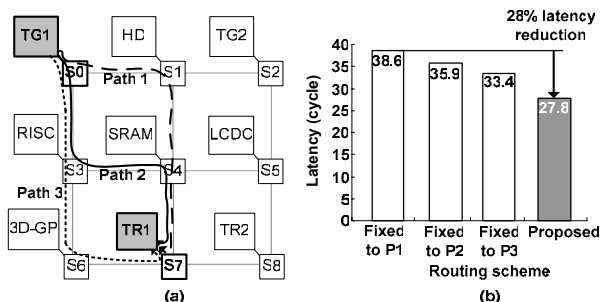 TG1
HD
TG2
S0
Path 1
S1
S2
RISC
SRAM
LCDC
S3
Path 2
S4
S5
Path 3
3D-GP
TR1
TR2
S6
S7
S8
(a)
28% latency
reduction
Latency (cycle)
40
35
30
25
20
15
10
5
0
38.6
35.9
33.4
27.8
Fixed Fixed Fixed Proposed
to P1 to P2 to P3
Routing scheme
(b)